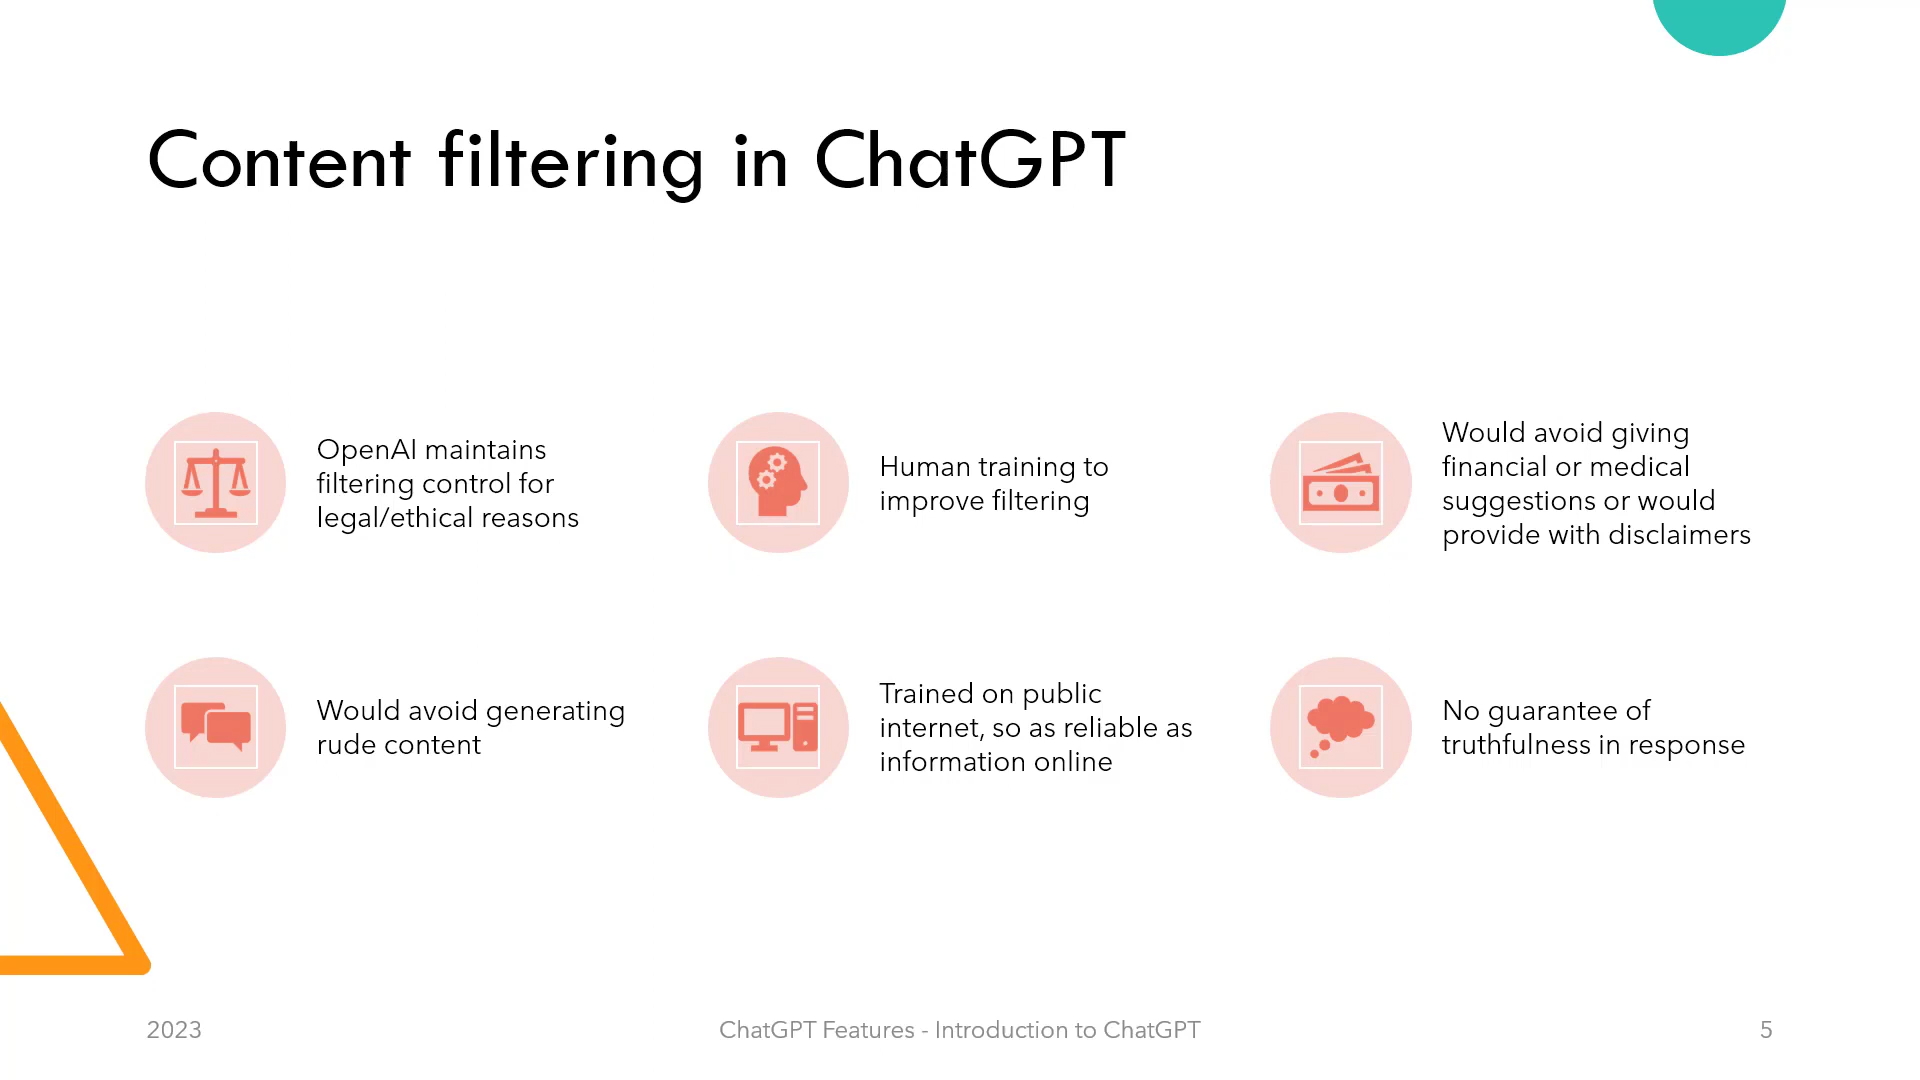 Content filtering in ChatGPT
OpenAI maintains
filtering control for
legal/ethical reasons
Human training to
improve filtering
Would avoid giving
financial or medical
suggestions or would
provide with disclaimers
Would avoid generating
rude content
Trained on public
internet, so as reliable as
information online
No guarantee of
truthfulness in response
2023
ChatGPT Features - Introduction to ChatGPT
5